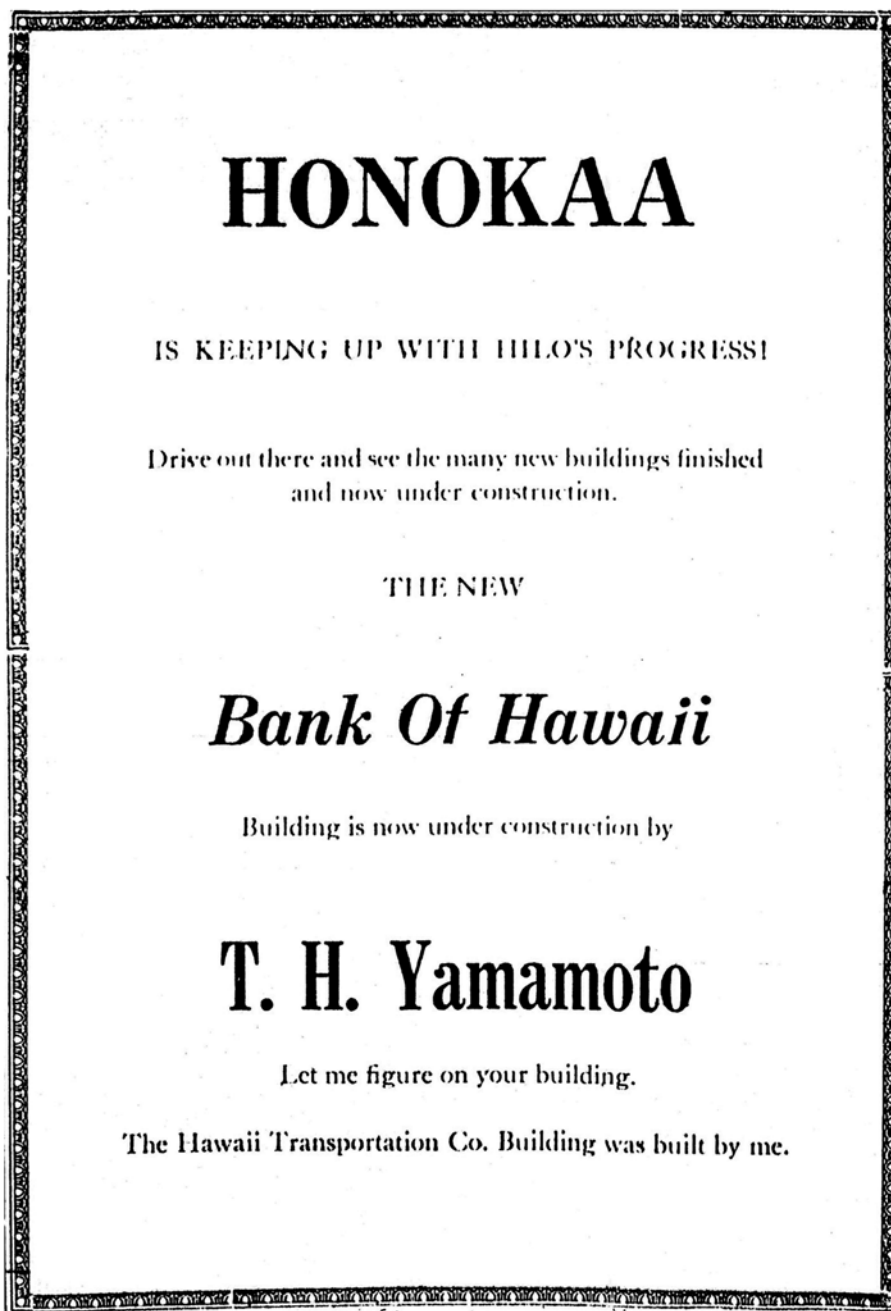 HONOKAA
IS KEEPING UP WITH HILO'S PROGRESS!
Drive out there and see the many new buildings finished
and now under construction.
THE NEW
Bank Of Hawaii
Building is now under construction by
T. H. Yamamoto
Let me figure on your building.
The Hawaii Transportation Co. Building was built by me.